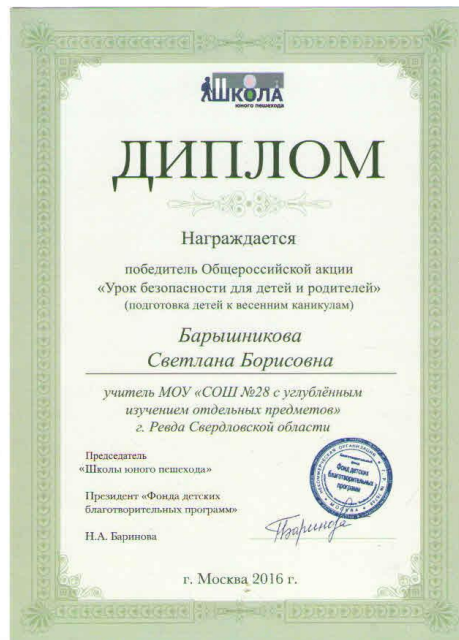 ШКОЛА
юного пешехода
ДИПЛОМ
Награждается
победитель Общероссийской акции
«Урок безопасности для детей и родителей»
(подготовка детей к весенним каникулам)
Барышникова
Светлана Борисовна
учитель МОУ «СОШ №28 с углублённым
изучением отдельных предметов»
г. Ревда Свердловской области
Председатель
«Школы юного пешехода»
Президент «Фонда детских
благотворительных программ»
Н.А. Баринова
Фонд детских
благотворительных
программ
МОСКВА
Баринова
г. Москва 2016 г.